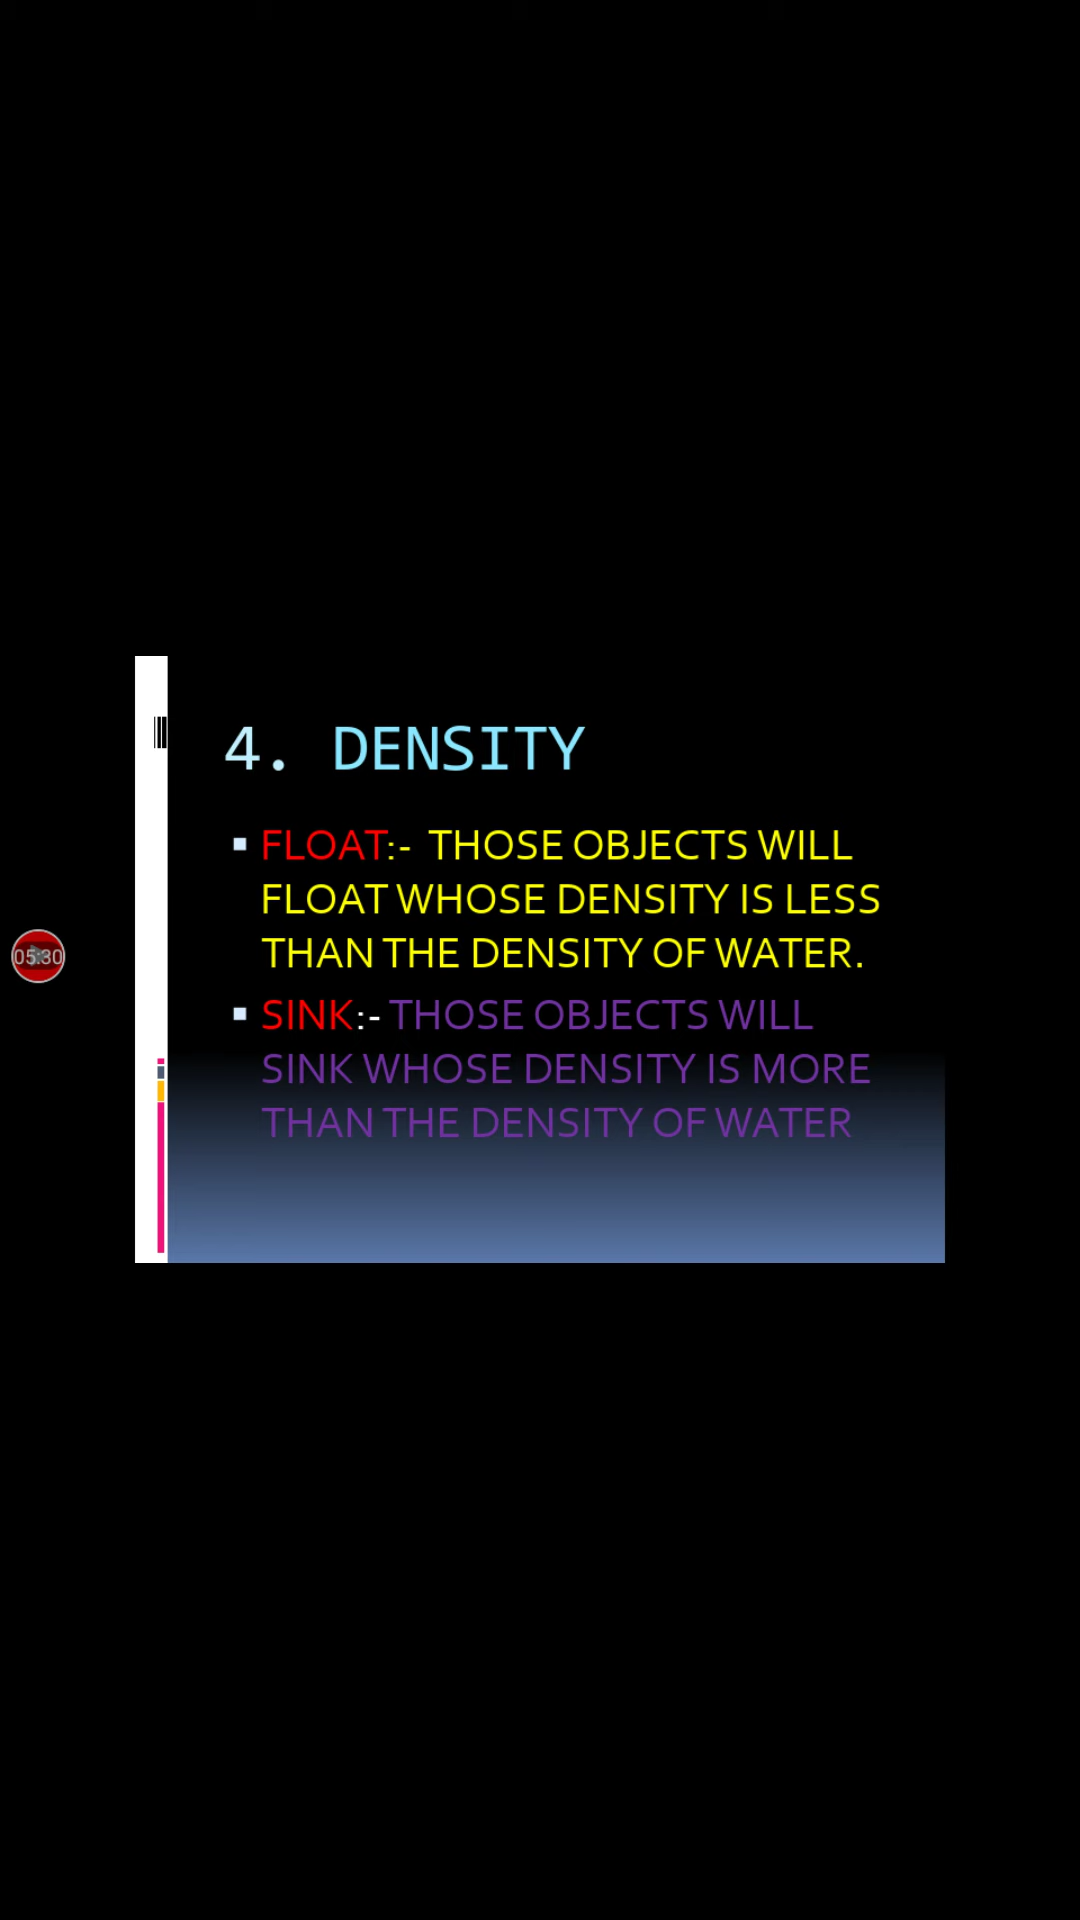 4. DENSITY
FLOAT:- THOSE OBJECTS WILL
FLOAT WHOSE DENSITY IS LESS
THAN THE DENSITY OF WATER.
05:30
SINK:- THOSE OBJECTS WILL
SINK WHOSE DENSITY IS MORE
THAN THE DENSITY OF WATER